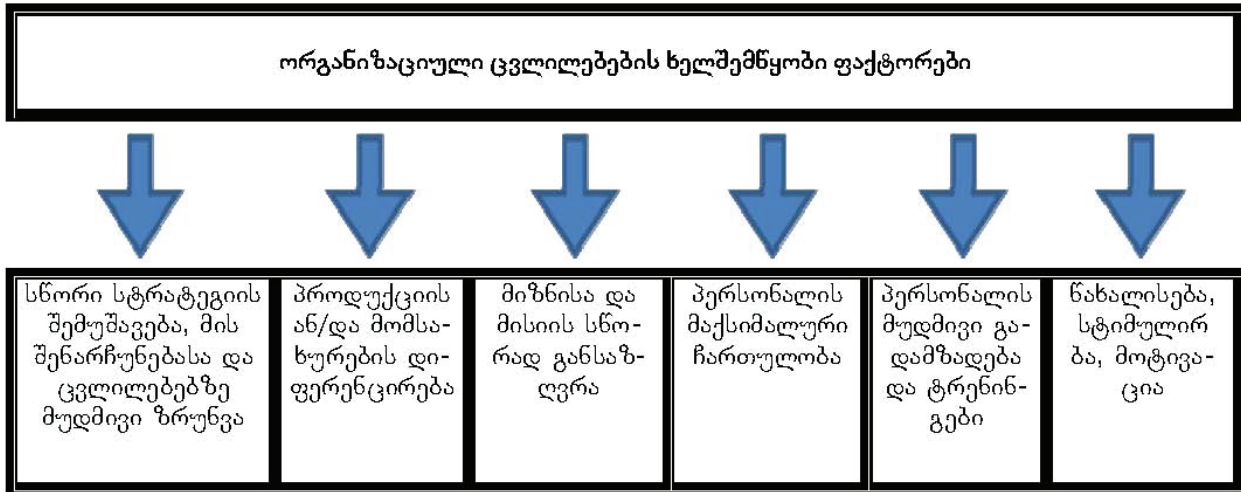 ორგანიზაციული ცვლილებების ხელშემწყობი ფაქტორები
სწორი სტრატეგიის
შემუშავება, მის
შენარჩუნებასა და
ცვლილებებზე
მუდმივი ზრუნვა
პროდუქციის
ან/და მომსა-
ხურების დი-
ფერენცირება
მიზნისა და
მისიის სწო-
რად განსაზ-
ღვრა
პერსონალის
მაქსიმალური
ჩართულობა
პერსონალის
მუდმივი გა-
დამზადება
და ტრენინ-
გები
წახალისება,
სტიმულირ
ბა, მოტივა-
ცია